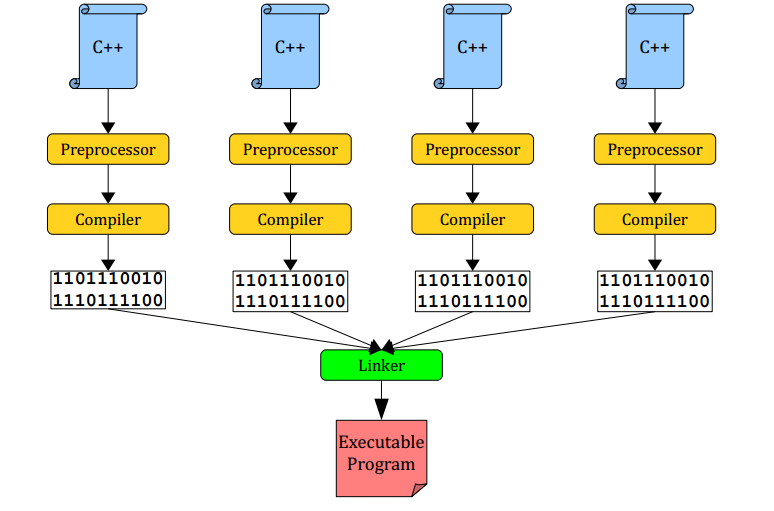 C++ C++ C++ C++
Preprocessor Preprocessor Preprocessor Preprocessor
Compiler Compiler Compiler Compiler
1101110010 1101110010 1101110010 1101110010
1110111100 1110111100 1110111100 1110111100
Linker
Executable
Program